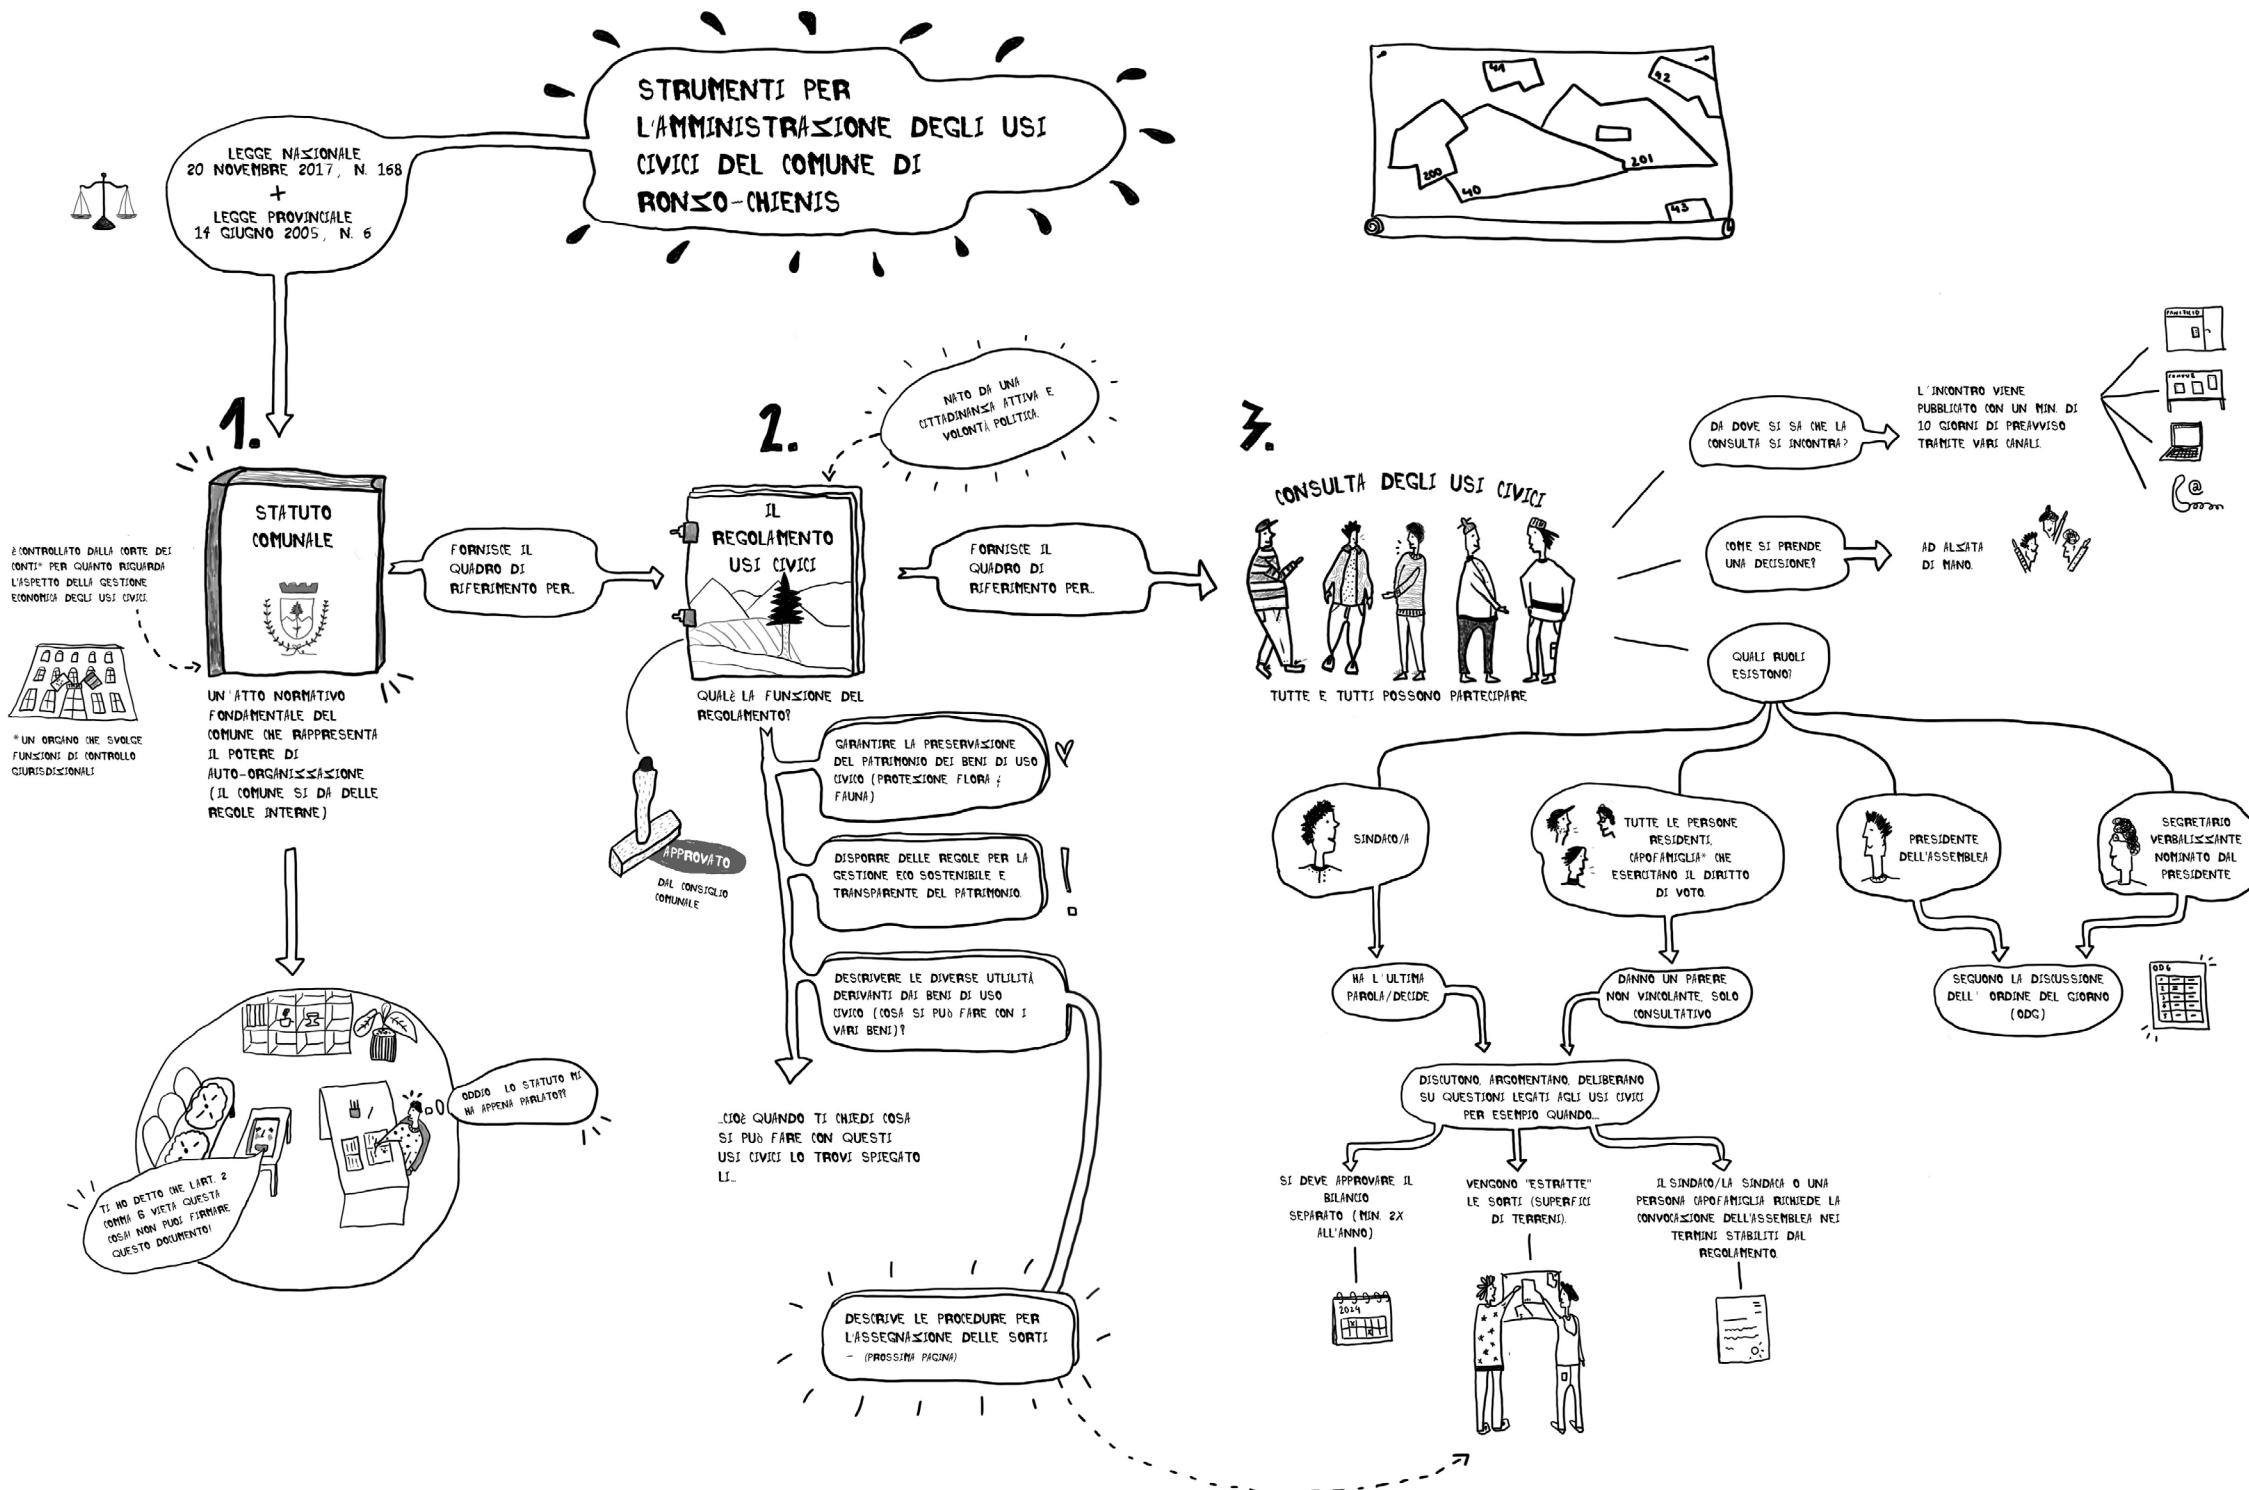 STRUMENTI PER
L'AMMINISTRAZIONE DEGLI USI
CIVICI DEL COMUNE DI
RONZO-CHIENIS
LEGGE NAZIONALE
20 NOVEMBRE 2017, N. 168
+
LEGGE PROVINCIALE
14 GIUGNO 2005, N. 6
41
42
200
40
201
43
1.
STATUTO
COMUNALE
È CONTROLLATO DALLA CORTE DEI
CONTI* PER QUANTO RIGUARDA
L'ASPETTO DELLA GESTIONE
ECONOMICA DEGLI USI CIVICI.
*UN ORGANO CHE SVOLGE
FUNZIONI DI CONTROLLO
GIURISDIZIONALI
UN'ATTO NORMATIVO
FONDAMENTALE DEL
COMUNE CHE RAPPRESENTA
IL POTERE DI
AUTO-ORGANIZZAZIONE
(IL COMUNE SI DA DELLE
REGOLE INTERNE)
ODDIO LO STATUTO MI
HA APPENA PARLATO??
TI HO DETTO CHE L'ART. 2
COMMA 6 VIETA QUESTA
COSA! NON PUOI FIRMARE
QUESTO DOCUMENTO!
FORNISCE IL
QUADRO DI
RIFERIMENTO PER..
2.
NATO DA UNA
CITTADINANZA ATTIVA E
VOLONTÀ POLITICA.
IL
REGOLAMENTO
USI CIVICI
QUALÈ LA FUNZIONE DEL
REGOLAMENTO?
APPROVATO
DAL CONSIGLIO
COMUNALE
GARANTIRE LA PRESERVAZIONE
DEL PATRIMONIO DEI BENI DI USO
CIVICO (PROTEZIONE FLORA &
FAUNA)
DISPORRE DELLE REGOLE PER LA
GESTIONE ECO SOSTENIBILE E
TRANSPARENTE DEL PATRIMONIO.
!
DESCRIVERE LE DIVERSE UTLILITÀ
DERIVANTI DAI BENI DI USO
CIVICO (COSA SI PUÒ FARE CON I
VARI BENI)?
...CIOÈ QUANDO TI CHIEDI COSA
SI PUÒ FARE CON QUESTI
USI CIVICI LO TROVI SPIEGATO
LI...
DESCRIVE LE PROCEDURE PER
L'ASSEGNAZIONE DELLE SORTI
- (PROSSIMA PAGINA)
FORNISCE IL
QUADRO DI
RIFERIMENTO PER..
3.
CONSULTA DEGLI USI CIVICI
TUTTE E TUTTI POSSONO PARTECIPARE
DA DOVE SI SA CHE LA
CONSULTA SI INCONTRA?
L'INCONTRO VIENE
PUBBLICATO CON UN MIN. DI
10 GIORNI DI PREAVVISO
TRAMITE VARI CANALI.
PANIFICIO
COMUNE
@
COME SI PRENDE
UNA DECISIONE?
AD ALZATA
DI MANO.
QUALI RUOLI
ESISTONO?
SINDACO/A
TUTTE LE PERSONE
RESIDENTI,
CAPOFAMIGLIA* CHE
ESERCITANO IL DIRITTO
DI VOTO.
PRESIDENTE
DELL'ASSEMBLEA
SEGRETARIO
VERBALIZZANTE
NOMINATO DAL
PRESIDENTE
HA L'ULTIMA
PAROLA/DECIDE
DANNO UN PARERE
NON VINCOLANTE, SOLO
CONSULTATIVO
SEGUONO LA DISCUSSIONE
DELL' ORDINE DEL GIORNO
(ODG)
ODG
DISCUTONO, ARGOMENTANO, DELIBERANO
SU QUESTIONI LEGATI AGLI USI CIVICI
PER ESEMPIO QUANDO...
SI DEVE APPROVARE IL
BILANCIO
SEPARATO (MIN. 2X
ALL'ANNO)
2024
VENGONO "ESTRATTE"
LE SORTI (SUPERFICI
DI TERRENI).
IL SINDACO/LA SINDACA O UNA
PERSONA CAPOFAMIGLIA RICHIEDE LA
CONVOCAZIONE DELL'ASSEMBLEA NEI
TERMINI STABILITI DAL
REGOLAMENTO.